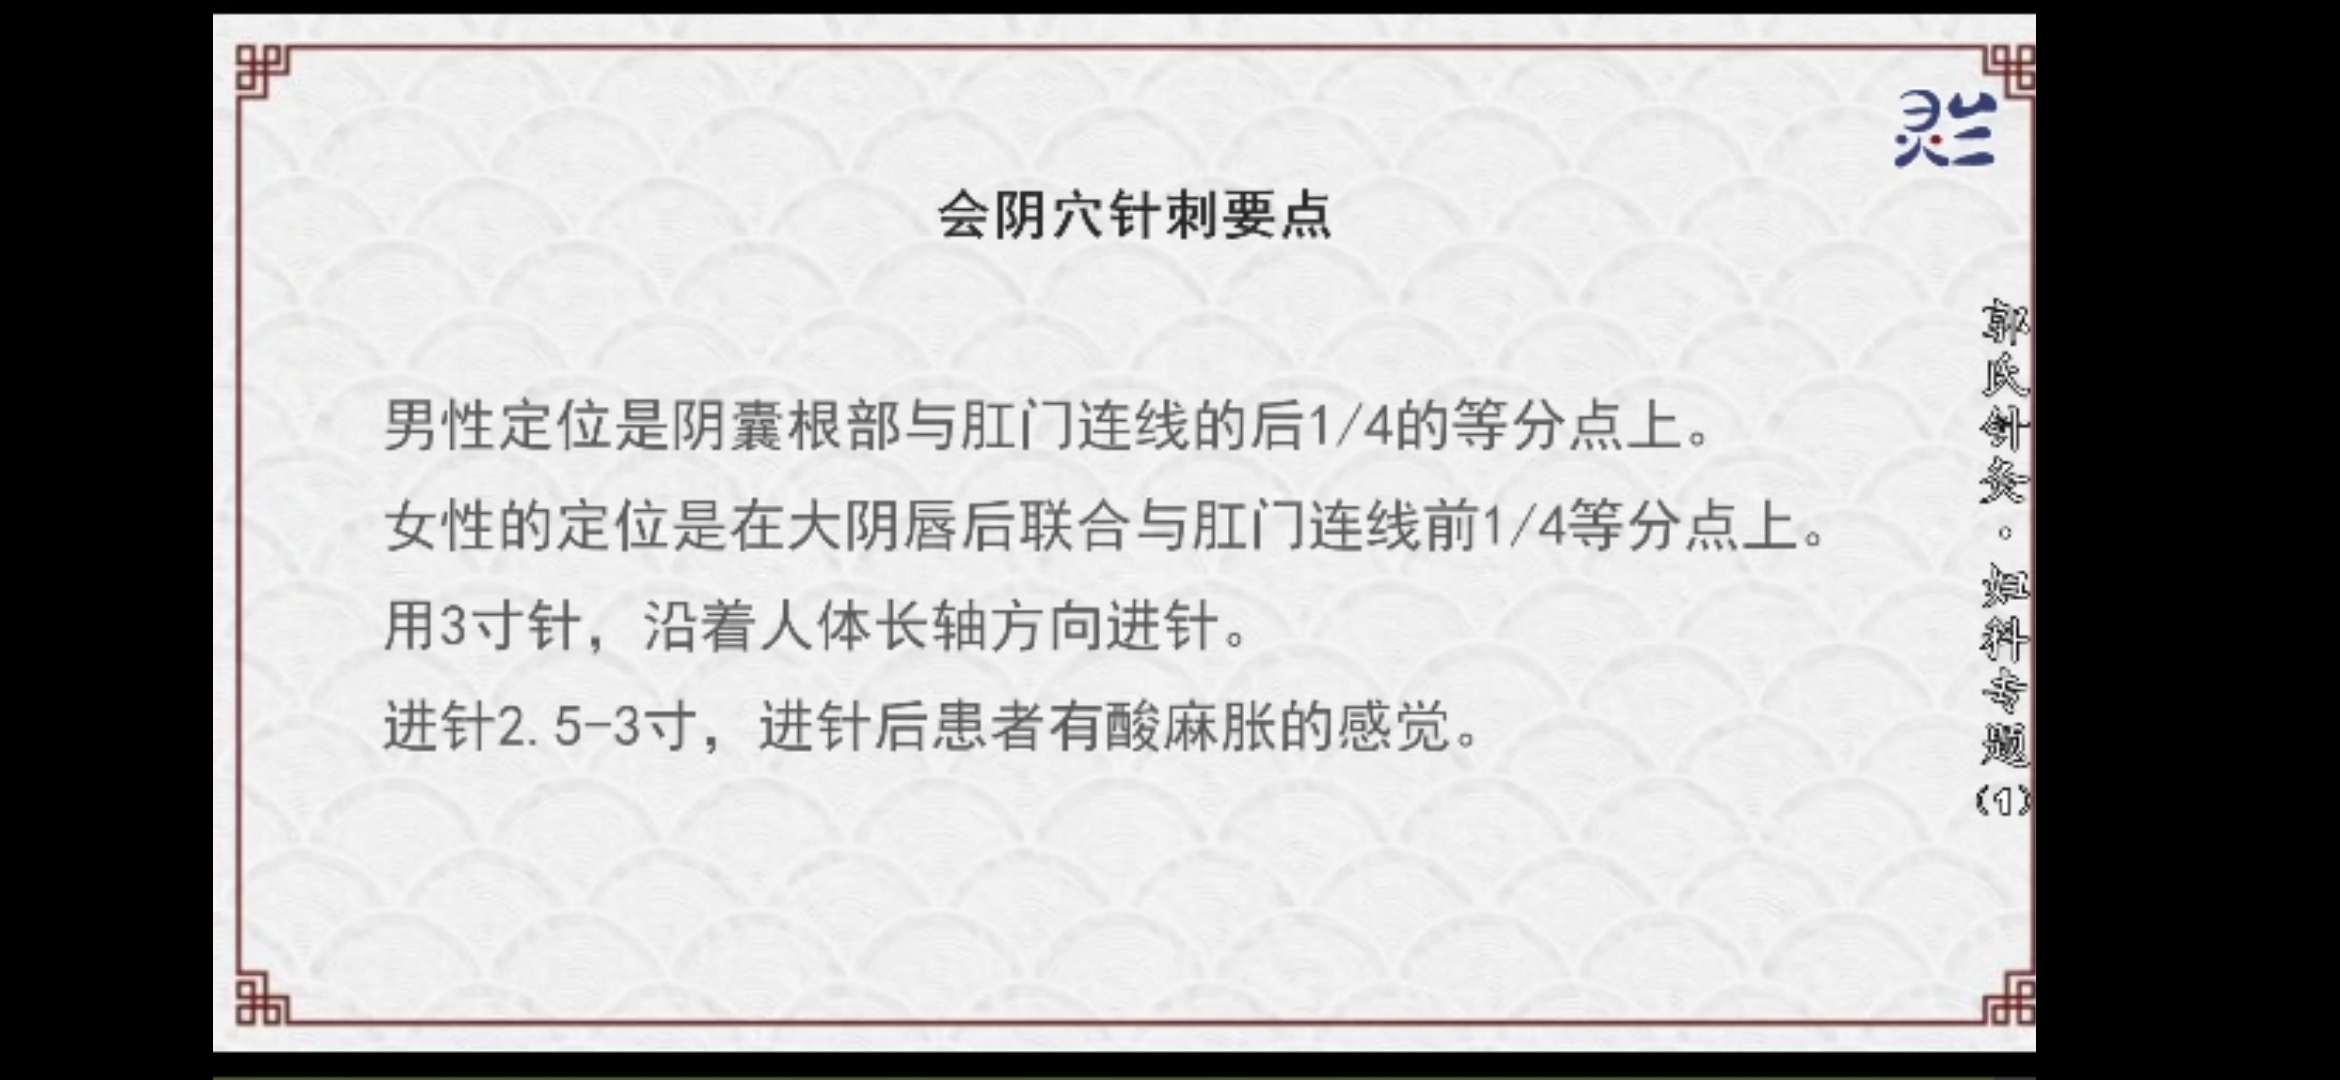 灵兰
会阴穴针刺要点
男性定位是阴囊根部与肛门连线的后1/4的等分点上。
女性的定位是在大阴唇后联合与肛门连线前1/4等分点上。
用3寸针，沿着人体长轴方向进针。
进针2.5-3寸，进针后患者有酸麻胀的感觉。
郭氏针灸·妇科专题(1)